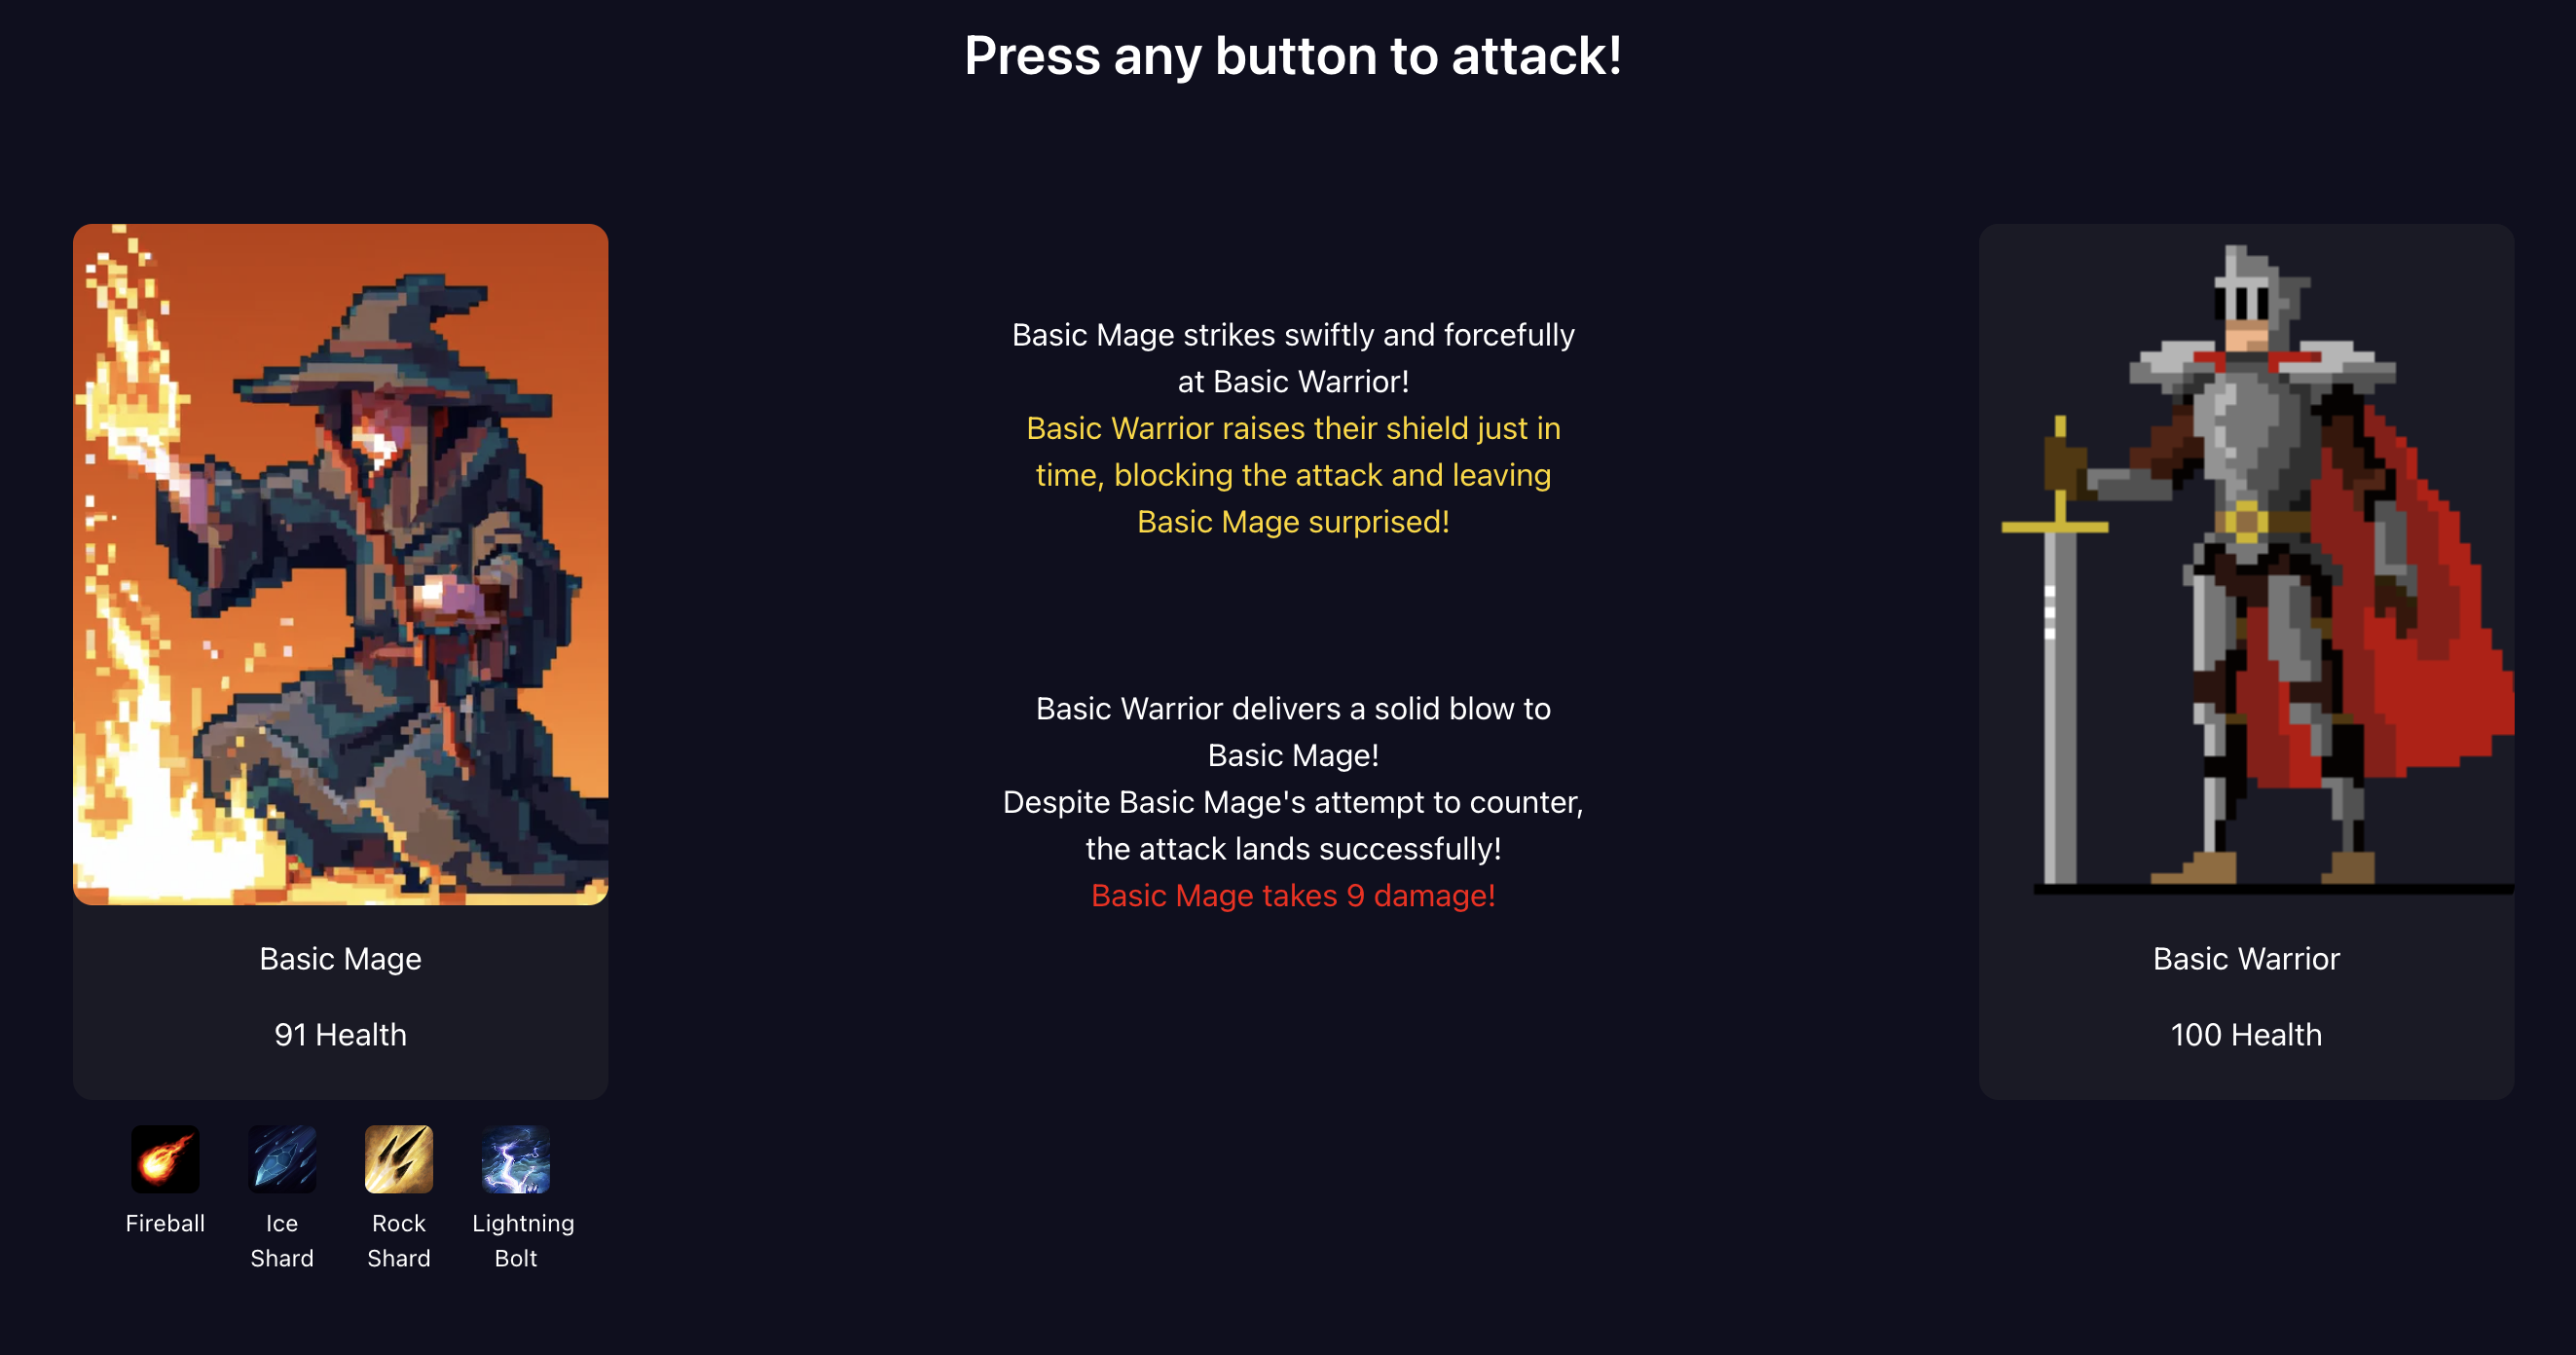 Press any button to attack!
Basic Mage strikes swiftly and forcefully
at Basic Warrior!
Basic Warrior raises their shield just in
time, blocking the attack and leaving
Basic Mage surprised!
Basic Warrior delivers a solid blow to
Basic Mage!
Despite Basic Mage's attempt to counter,
the attack lands successfully!
Basic Mage takes 9 damage!
Basic Mage
91 Health
Fireball
Ice
Shard
Rock
Shard
Lightning
Bolt
Basic Warrior
100 Health